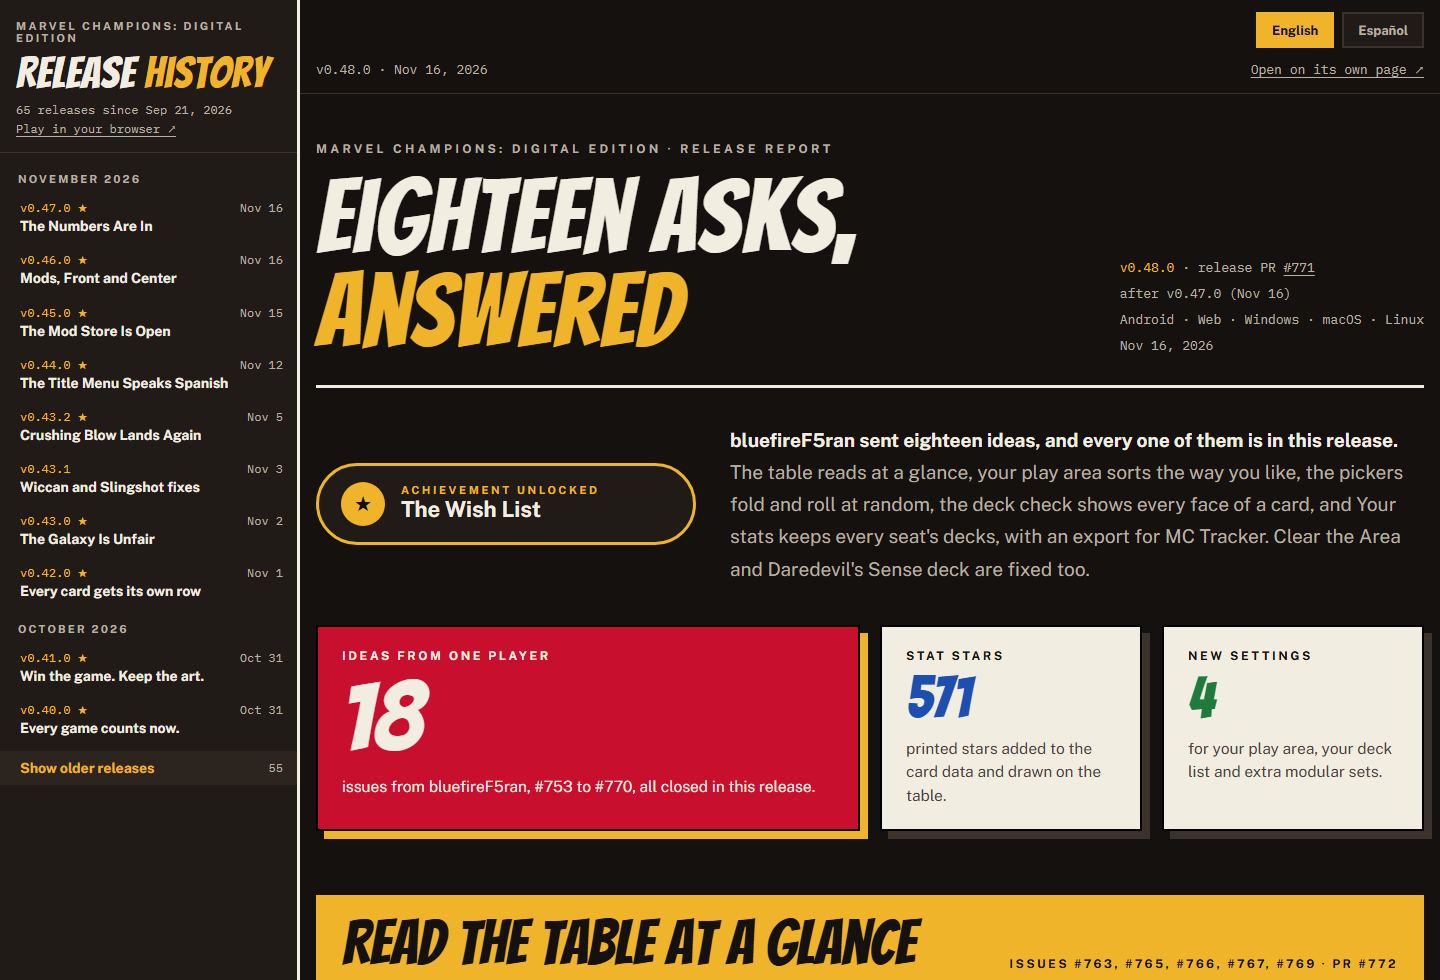 MARVEL CHAMPIONS: DIGITAL
EDITION
RELEASE HISTORY
65 releases since Sep 21, 2026
Play in your browser ↗
NOVEMBER 2026
v0.47.0 ★ Nov 16
The Numbers Are In
v0.46.0 ★ Nov 16
Mods, Front and Center
v0.45.0 ★ Nov 15
The Mod Store Is Open
v0.44.0 ★ Nov 12
The Title Menu Speaks Spanish
v0.43.2 ★ Nov 5
Crushing Blow Lands Again
v0.43.1 Nov 3
Wiccan and Slingshot fixes
v0.43.0 ★ Nov 2
The Galaxy Is Unfair
v0.42.0 ★ Nov 1
Every card gets its own row
OCTOBER 2026
v0.41.0 ★ Oct 31
Win the game. Keep the art.
v0.40.0 ★ Oct 31
Every game counts now.
Show older releases 55
English Español
v0.48.0 · Nov 16, 2026 Open on its own page ↗
MARVEL CHAMPIONS: DIGITAL EDITION · RELEASE REPORT
EIGHTEEN ASKS,
ANSWERED
v0.48.0 · release PR #771
after v0.47.0 (Nov 16)
Android · Web · Windows · macOS · Linux
Nov 16, 2026
★ ACHIEVEMENT UNLOCKED
The Wish List
bluefireF5ran sent eighteen ideas, and every one of them is in this release.
The table reads at a glance, your play area sorts the way you like, the pickers
fold and roll at random, the deck check shows every face of a card, and Your
stats keeps every seat's decks, with an export for MC Tracker. Clear the Area
and Daredevil's Sense deck are fixed too.
IDEAS FROM ONE PLAYER
18
issues from bluefireF5ran, #753 to #770, all closed in this release.
STAT STARS
571
printed stars added to the
card data and drawn on the
table.
NEW SETTINGS
4
for your play area, your deck
list and extra modular sets.
READ THE TABLE AT A GLANCE
ISSUES #763, #765, #766, #767, #769 · PR #772